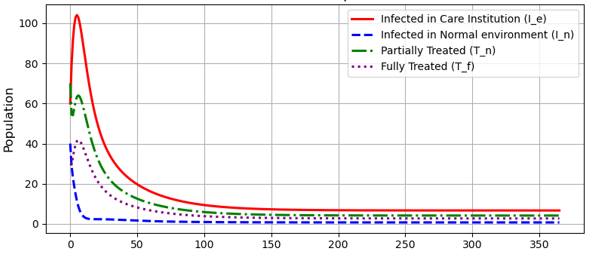 Infected in Care Institution (I_e)
Infected in Normal environment (I_n)
Partially Treated (T_n)
Fully Treated (T_f)
Population
100
80
60
40
20
0
0 50 100 150 200 250 300 350